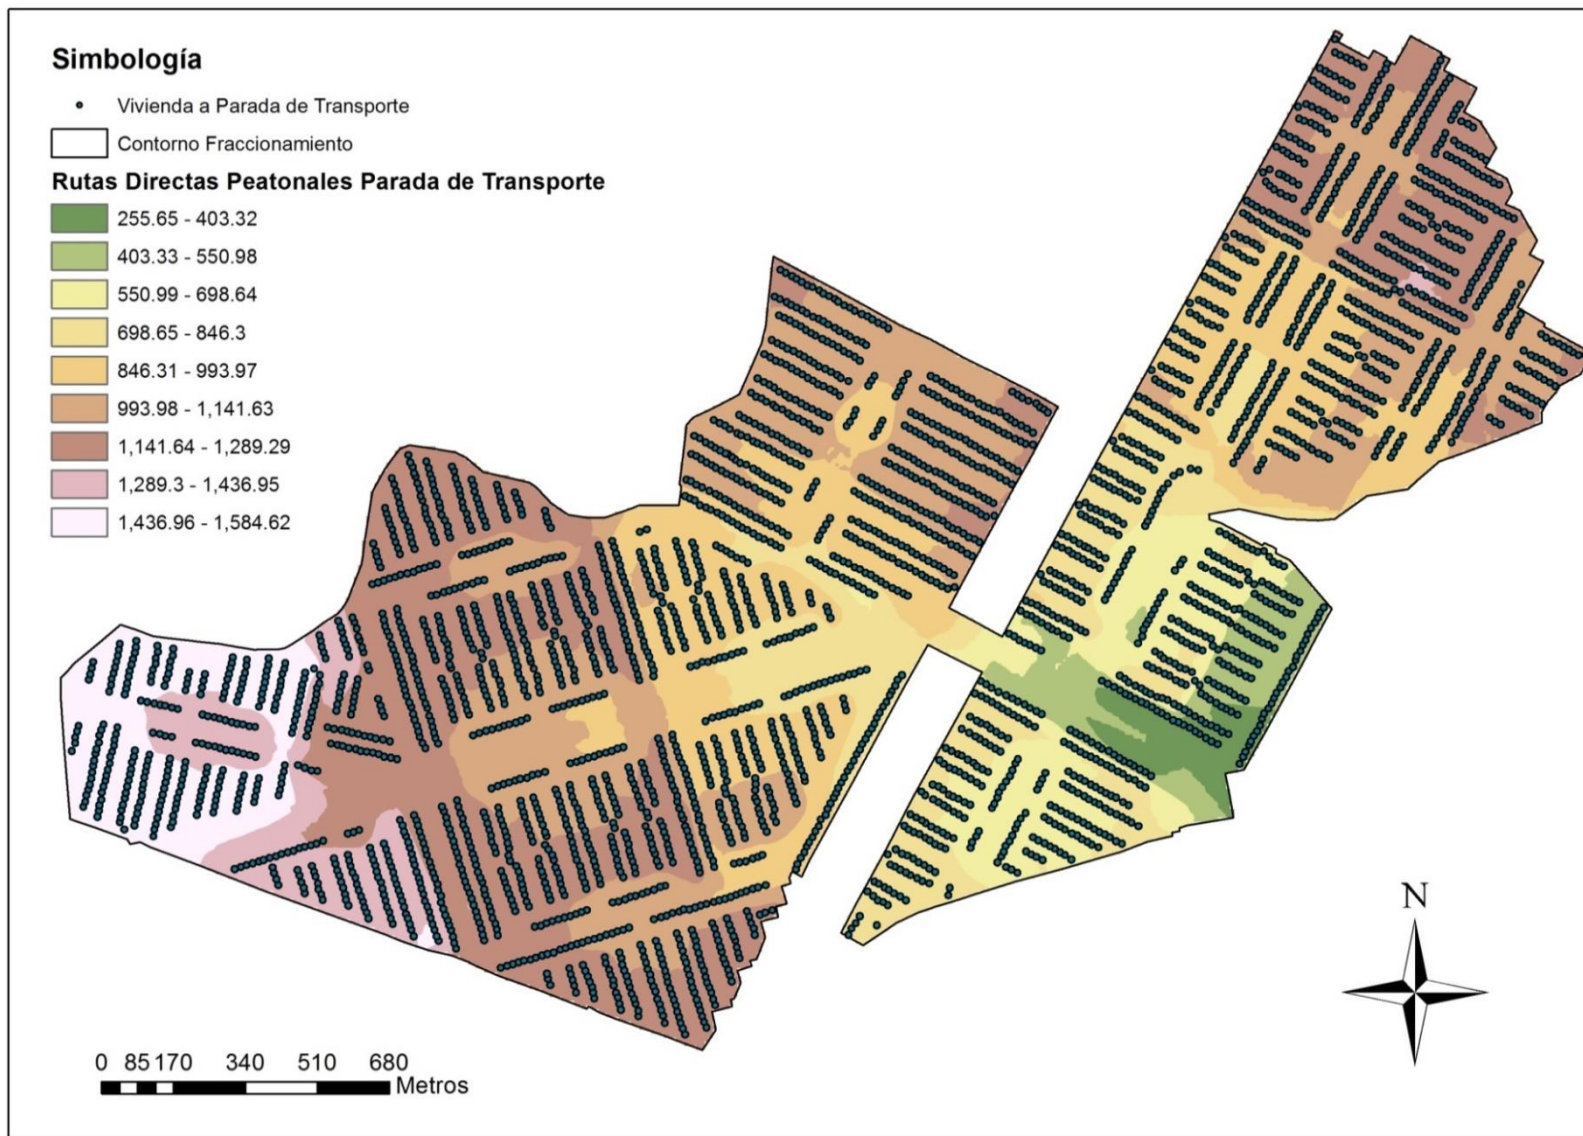 Simbología
Vivienda a Parada de Transporte
Contorno Fraccionamiento
Rutas Directas Peatonales Parada de Transporte
255.65 - 403.32
403.33 - 550.98
550.99 - 698.64
698.65 - 846.3
846.31 - 993.97
993.98 - 1,141.63
1,141.64 - 1,289.29
1,289.3 - 1,436.95
1,436.96 - 1,584.62
N
0 85 170 340 510 680
Metros